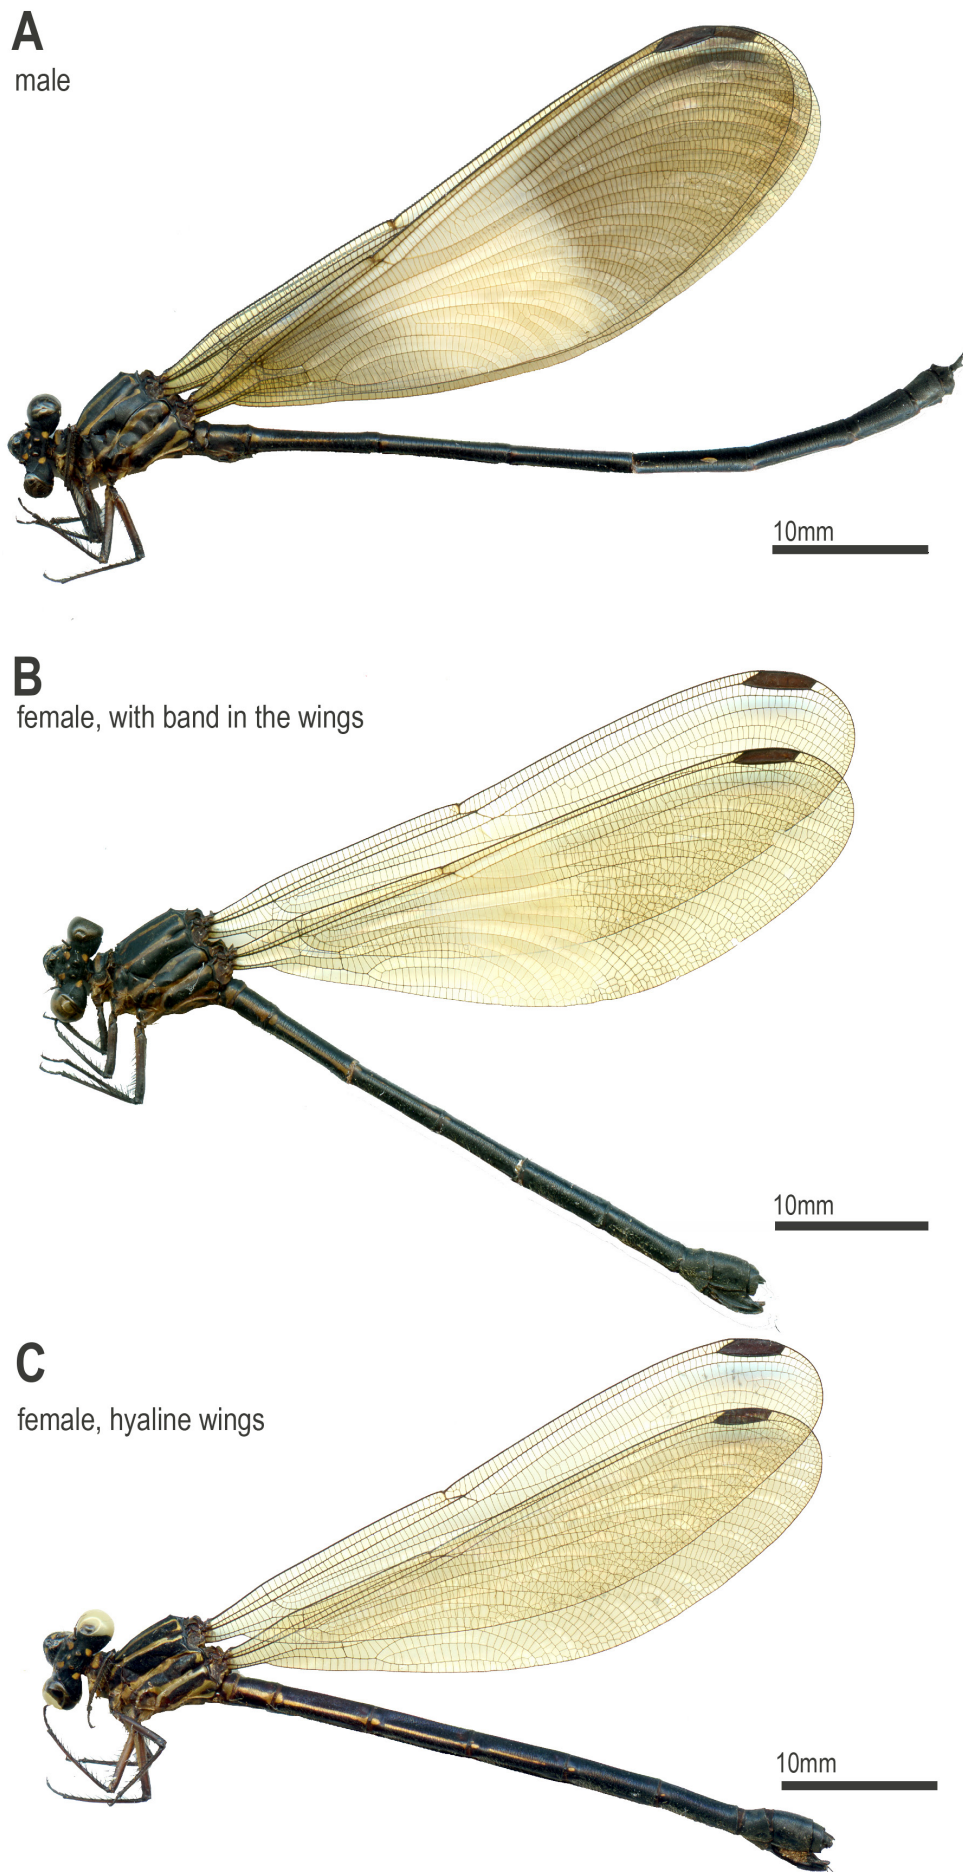 A
male
10mm
B
female, with band in the wings
10mm
C
female, hyaline wings
10mm